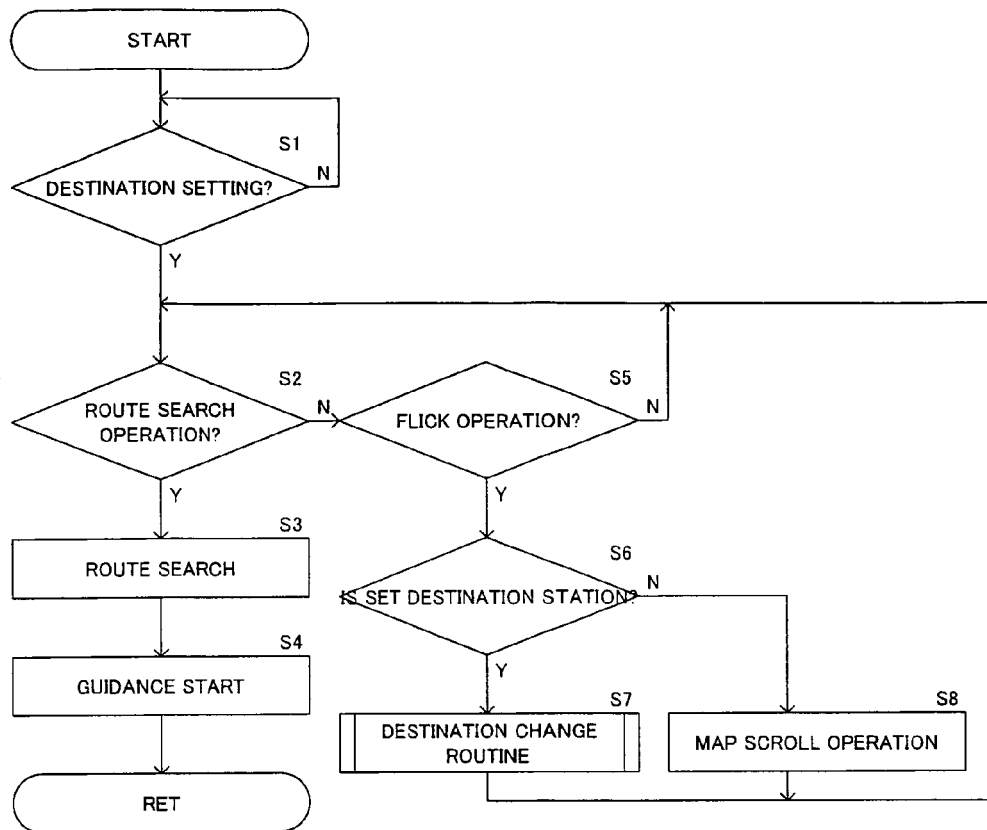 START
S1
N
DESTINATION SETTING?
Y
S2
N
ROUTE SEARCH
OPERATION?
Y
S5
N
FLICK OPERATION?
Y
S3
ROUTE SEARCH
S6
N
IS SET DESTINATION STATION?
Y
S4
GUIDANCE START
S7
DESTINATION CHANGE
ROUTINE
S8
MAP SCROLL OPERATION
RET